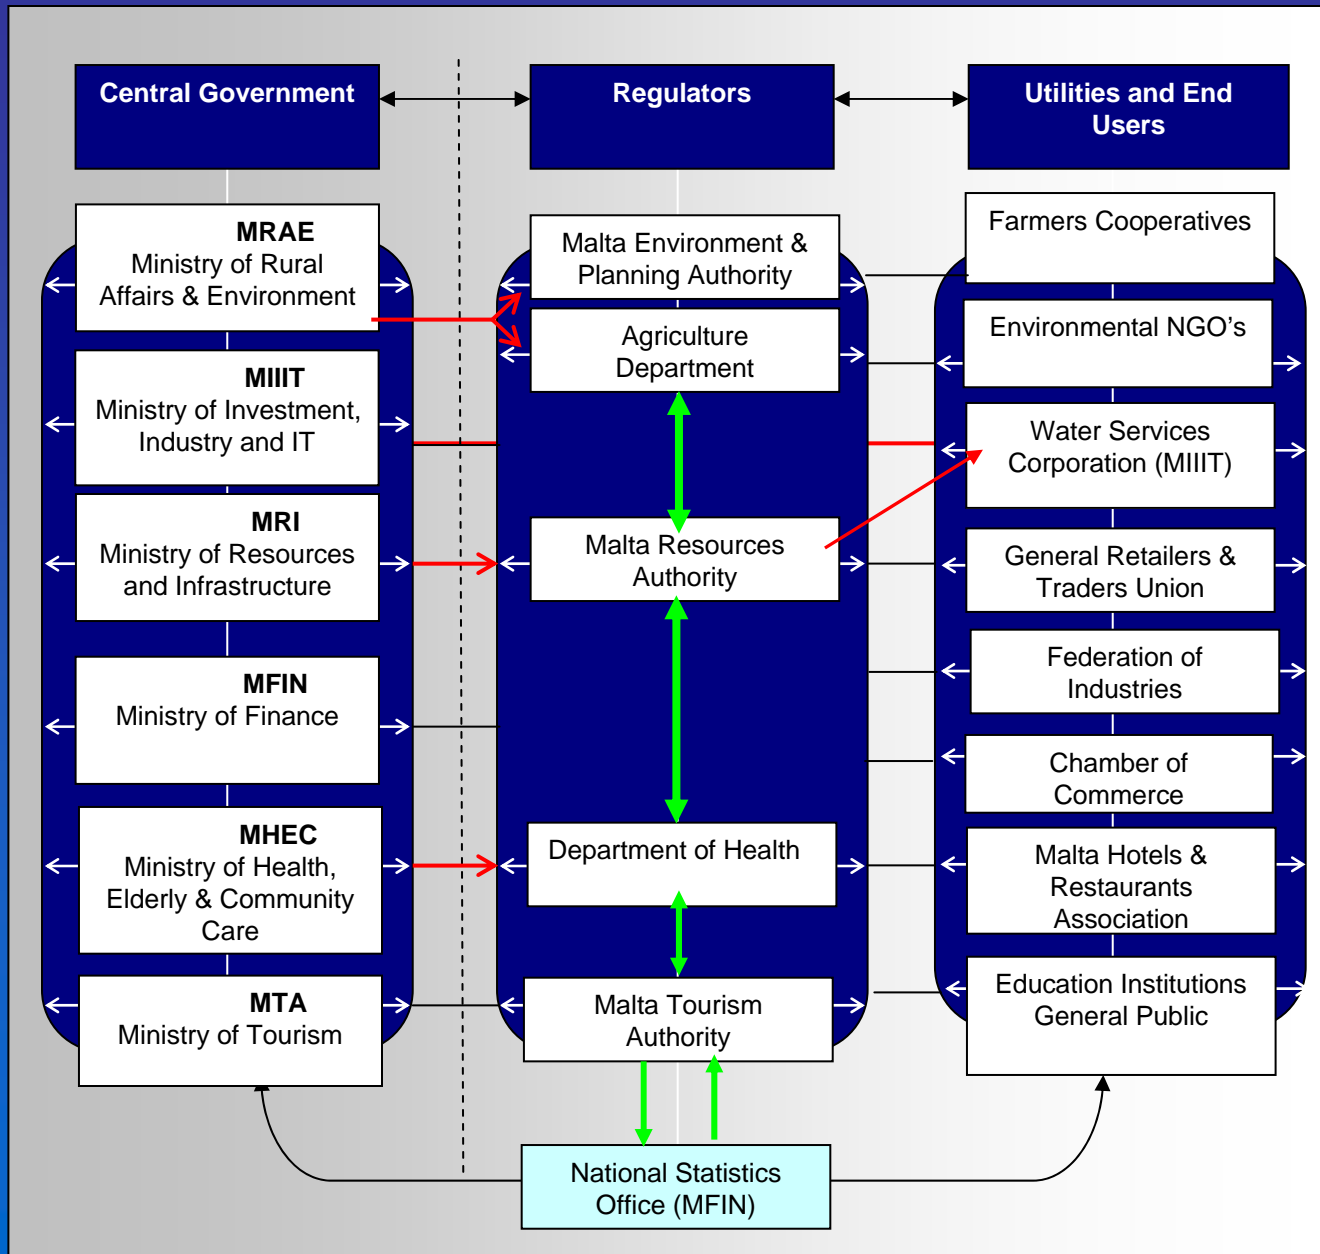 Central Government
Regulators
Utilities and End
Users
MRAE
Ministry of Rural
Affairs & Environment
MIIIT
Ministry of Investment,
Industry and IT
MRI
Ministry of Resources
and Infrastructure
MFIN
Ministry of Finance
MHEC
Ministry of Health,
Elderly & Community
Care
MTA
Ministry of Tourism
Malta Environment &
Planning Authority
Agriculture
Department
Malta Resources
Authority
Department of Health
Malta Tourism
Authority
National Statistics
Office (MFIN)
Farmers Cooperatives
Environmental NGO's
Water Services
Corporation (MIIIT)
General Retailers &
Traders Union
Federation of
Industries
Chamber of
Commerce
Malta Hotels &
Restaurants
Association
Education Institutions
General Public